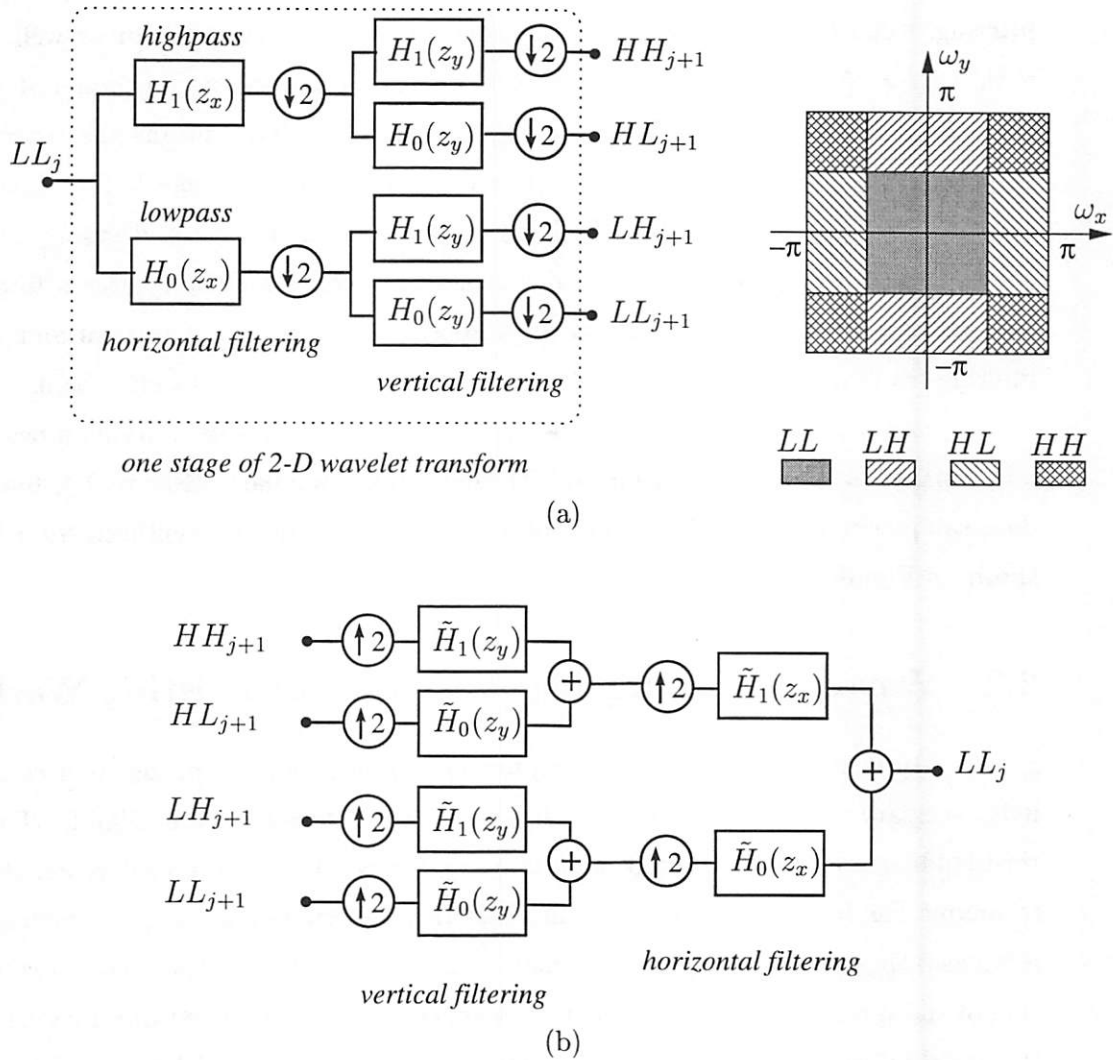 highpass
H_1(z_x) ↓2
H_1(z_y) ↓2 HH_{j+1}
H_0(z_y) ↓2 HL_{j+1}
LL_j
lowpass
H_0(z_x) ↓2
H_1(z_y) ↓2 LH_{j+1}
H_0(z_y) ↓2 LL_{j+1}
horizontal filtering
vertical filtering
one stage of 2-D wavelet transform
ω_y
π
ω_x
−π π
−π
LL LH HL HH
(a)
HH_{j+1} ↑2 H̃_1(z_y)
+ ↑2 H̃_1(z_x)
HL_{j+1} ↑2 H̃_0(z_y)
+ LL_j
LH_{j+1} ↑2 H̃_1(z_y)
+ ↑2 H̃_0(z_x)
LL_{j+1} ↑2 H̃_0(z_y)
horizontal filtering
vertical filtering
(b)